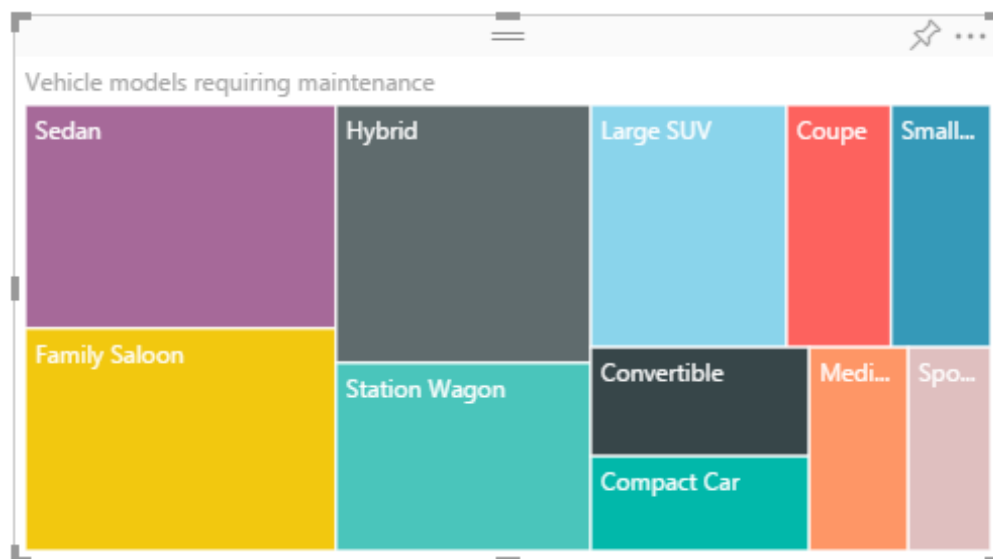 Vehicle models requiring maintenance
Sedan
Hybrid
Large SUV
Coupe
Small...
Family Saloon
Station Wagon
Convertible
Medi...
Spo...
Compact Car